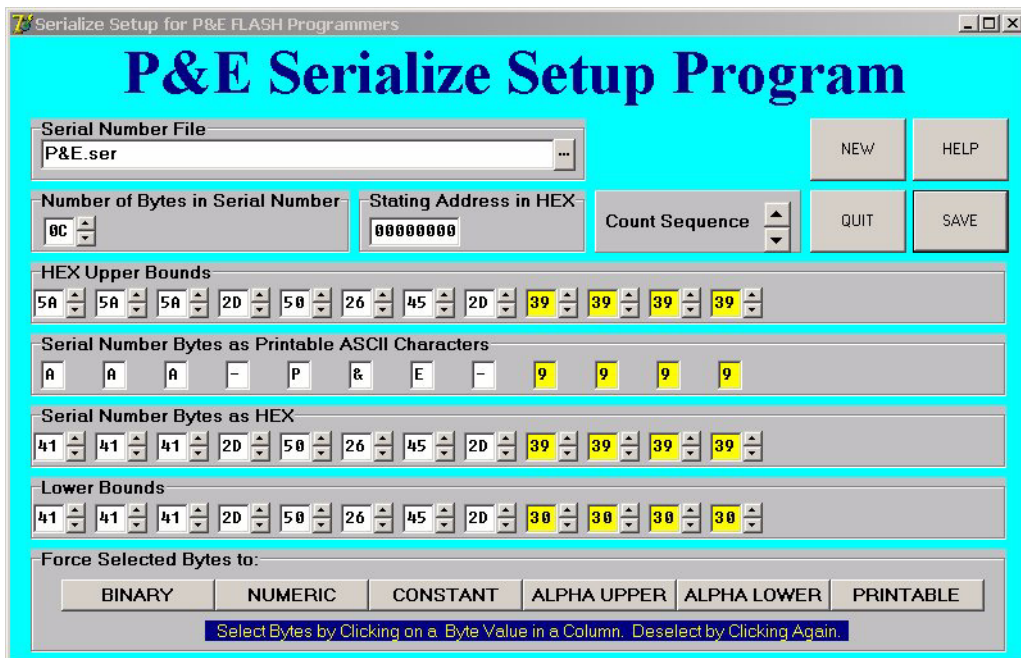 Serialize Setup for P&E FLASH Programmers
P&E Serialize Setup Program
Serial Number File
P&E.ser ...
NEW HELP
Number of Bytes in Serial Number Stating Address in HEX
0C 00000000 Count Sequence QUIT SAVE
HEX Upper Bounds
5A 5A 5A 2D 50 26 45 2D 39 39 39 39
Serial Number Bytes as Printable ASCII Characters
A A A - P & E - 9 9 9 9
Serial Number Bytes as HEX
41 41 41 2D 50 26 45 2D 39 39 39 39
Lower Bounds
41 41 41 2D 50 26 45 2D 30 30 30 30
Force Selected Bytes to:
BINARY NUMERIC CONSTANT ALPHA UPPER ALPHA LOWER PRINTABLE
Select Bytes by Clicking on a Byte Value in a Column. Deselect by Clicking Again.